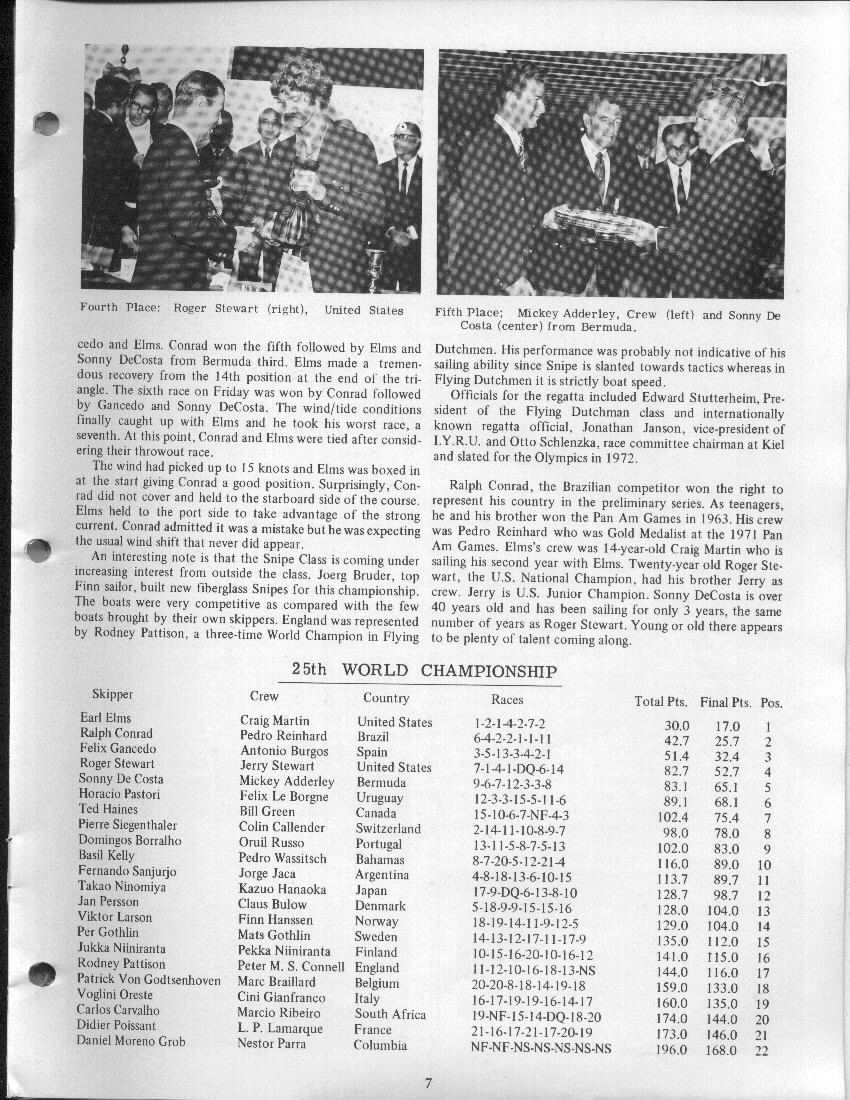 Fourth Place: Roger Stewart (right), United States
Fifth Place; Mickey Adderley, Crew (left) and Sonny De
Costa (center) from Bermuda.
cedo and Elms. Conrad won the fifth followed by Elms and
Sonny DeCosta from Bermuda third. Elms made a tremen-
dous recovery from the 14th position at the end of the tri-
angle. The sixth race on Friday was won by Conrad followed
by Gancedo and Sonny DeCosta. The wind/tide conditions
finally caught up with Elms and he took his worst race, a
seventh. At this point, Conrad and Elms were tied after consid-
ering their throwout race.
The wind had picked up to 15 knots and Elms was boxed in
at the start giving Conrad a good position. Surprisingly, Con-
rad did not cover and held to the starboard side of the course.
Elms held to the port side to take advantage of the strong
current. Conrad admitted it was a mistake but he was expecting
the usual wind shift that never did appear.
An interesting note is that the Snipe Class is coming under
increasing interest from outside the class. Joerg Bruder, top
Finn sailor, built new fiberglass Snipes for this championship.
The boats were very competitive as compared with the few
boats brought by their own skippers. England was represented
by Rodney Pattison, a three-time World Champion in Flying
Dutchmen. His performance was probably not indicative of his
sailing ability since Snipe is slanted towards tactics whereas in
Flying Dutchmen it is strictly boat speed.
Officials for the regatta included Edward Stutterheim, Pre-
sident of the Flying Dutchman class and internationally
known regatta official, Jonathan Janson, vice-president of
I.Y.R.U. and Otto Schlenzka, race committee chairman at Kiel
and slated for the Olympics in 1972.
Ralph Conrad, the Brazilian competitor won the right to
represent his country in the preliminary series. As teenagers,
he and his brother won the Pan Am Games in 1963. His crew
was Pedro Reinhard who was Gold Medalist at the 1971 Pan
Am Games. Elms's crew was 14-year-old Craig Martin who is
sailing his second year with Elms. Twenty-year old Roger Ste-
wart, the U.S. National Champion, had his brother Jerry as
crew. Jerry is U.S. Junior Champion. Sonny DeCosta is over
40 years old and has been sailing for only 3 years, the same
number of years as Roger Stewart. Young or old there appears
to be plenty of talent coming along.
25th WORLD CHAMPIONSHIP
Skipper Crew Country Races Total Pts. Final Pts. Pos.
Earl Elms Craig Martin United States 1-2-1-4-2-7-2 30.0 17.0 1
Ralph Conrad Pedro Reinhard Brazil 6-4-2-2-1-1-11 42.7 25.7 2
Felix Gancedo Antonio Burgos Spain 3-5-13-3-4-2-1 51.4 32.4 3
Roger Stewart Jerry Stewart United States 7-1-4-1-DQ-6-14 82.7 52.7 4
Sonny De Costa Mickey Adderley Bermuda 9-6-7-12-3-3-8 83.1 65.1 5
Horacio Pastori Felix Le Borgne Uruguay 12-3-3-15-5-11-6 89.1 68.1 6
Ted Haines Bill Green Canada 15-10-6-7-NF-4-3 102.4 75.4 7
Pierre Siegenthaler Colin Callender Switzerland 2-14-11-10-8-9-7 98.0 78.0 8
Domingos Borralho Oruil Russo Portugal 13-11-5-8-7-5-13 102.0 83.0 9
Basil Kelly Pedro Wassitsch Bahamas 8-7-20-5-12-21-4 116.0 89.0 10
Fernando Sanjurjo Jorge Jaca Argentina 4-8-18-13-6-10-15 113.7 89.7 11
Takao Ninomiya Kazuo Hanaoka Japan 17-9-DQ-6-13-8-10 128.7 98.7 12
Jan Persson Claus Bulow Denmark 5-18-9-9-15-15-16 128.0 104.0 13
Viktor Larson Finn Hanssen Norway 18-19-14-11-9-12-5 129.0 104.0 14
Per Gothlin Mats Gothlin Sweden 14-13-12-17-11-17-9 135.0 112.0 15
Jukka Niiniranta Pekka Niiniranta Finland 10-15-16-20-10-16-12 141.0 115.0 16
Rodney Pattison Peter M. S. Connell England 11-12-10-16-18-13-NS 144.0 116.0 17
Patrick Von Godtsenhoven Marc Braillard Belgium 20-20-8-18-14-19-18 159.0 133.0 18
Voglini Oreste Cini Gianfranco Italy 16-17-19-19-16-14-17 160.0 135.0 19
Carlos Carvalho Marcio Ribeiro South Africa 19-NF-15-14-DQ-18-20 174.0 144.0 20
Didier Poissant L. P. Lamarque France 21-16-17-21-17-20-19 173.0 146.0 21
Daniel Moreno Grob Nestor Parra Columbia NF-NF-NS-NS-NS-NS-NS 196.0 168.0 22
7